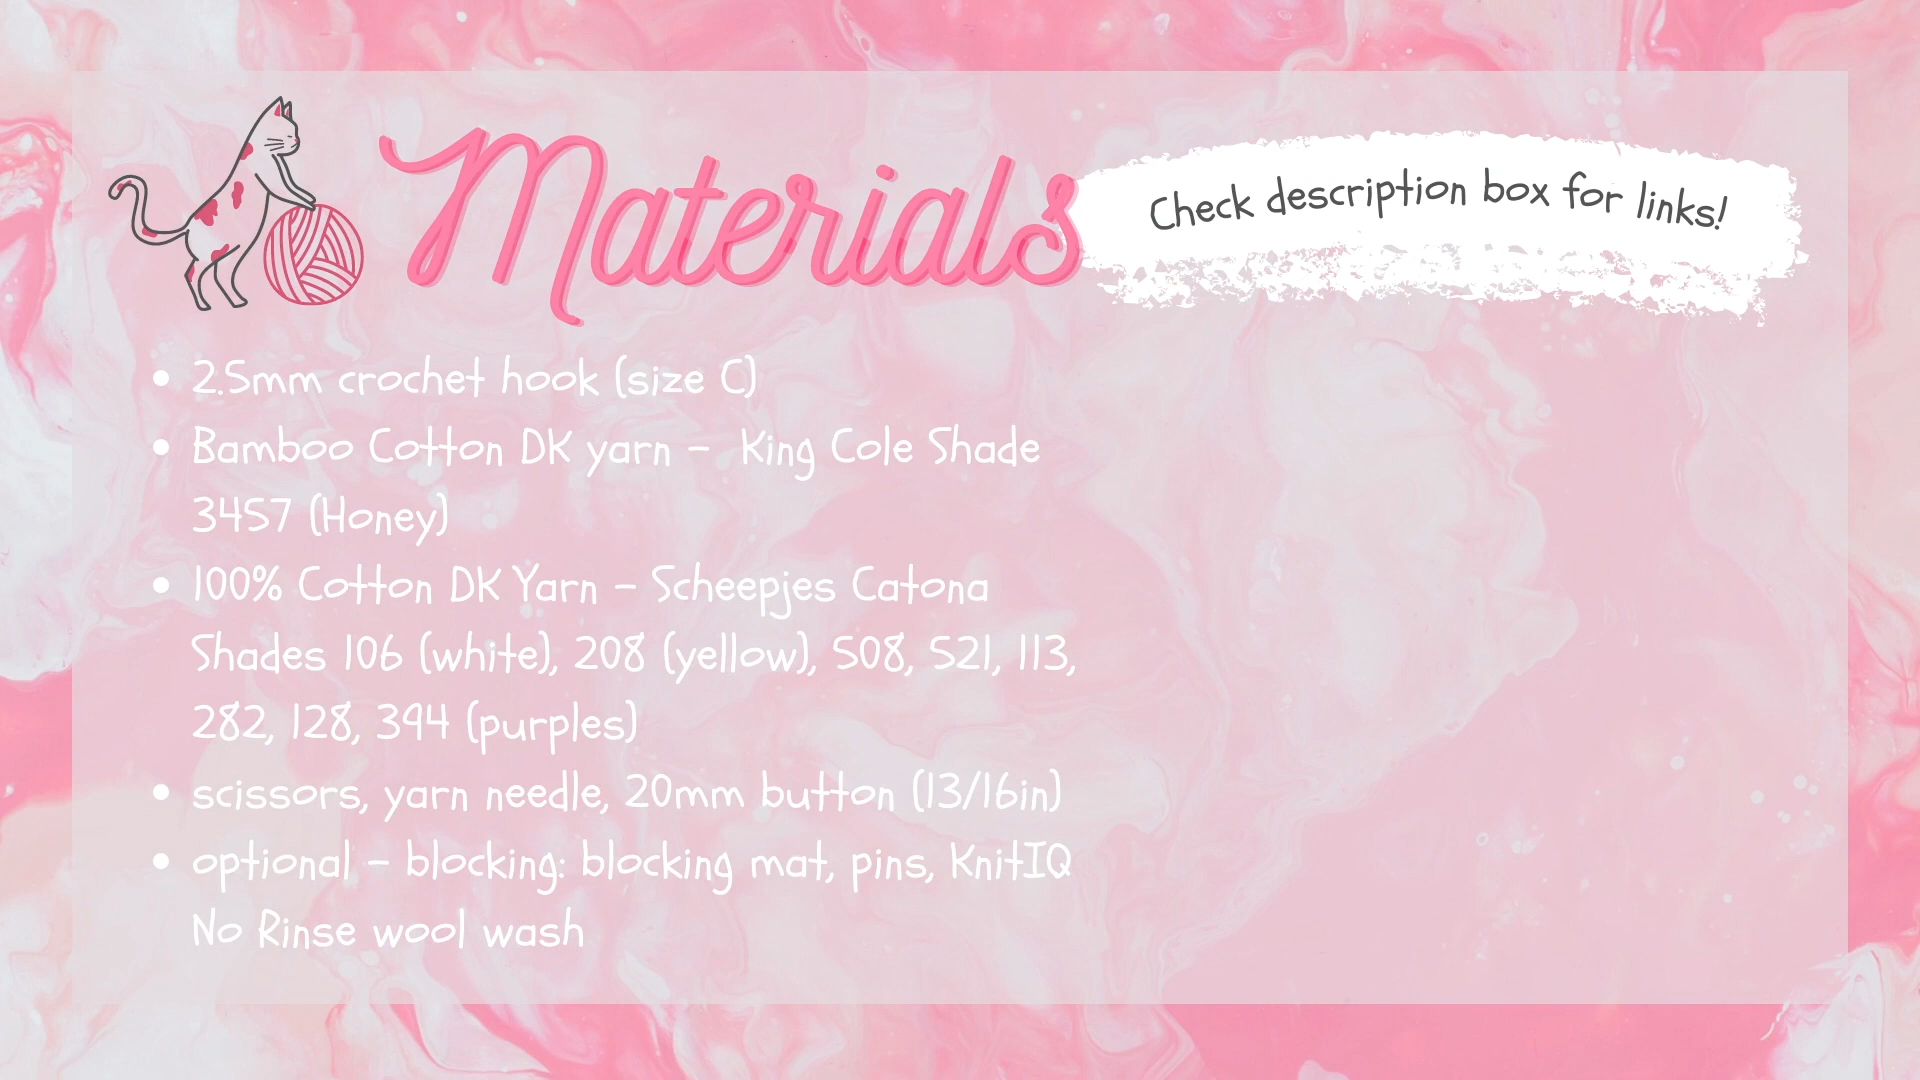 Materials
Check description box for links!
• 2.5mm crochet hook (size C)
• Bamboo Cotton DK yarn - King Cole Shade
3457 (Honey)
• 100% Cotton DK Yarn - Scheepjes Catona
Shades 106 (white), 208 (yellow), 508, 521, 113,
282, 128, 394 (purples)
• scissors, yarn needle, 20mm button (13/16in)
• optional - blocking: blocking mat, pins, KnitIQ
No Rinse wool wash